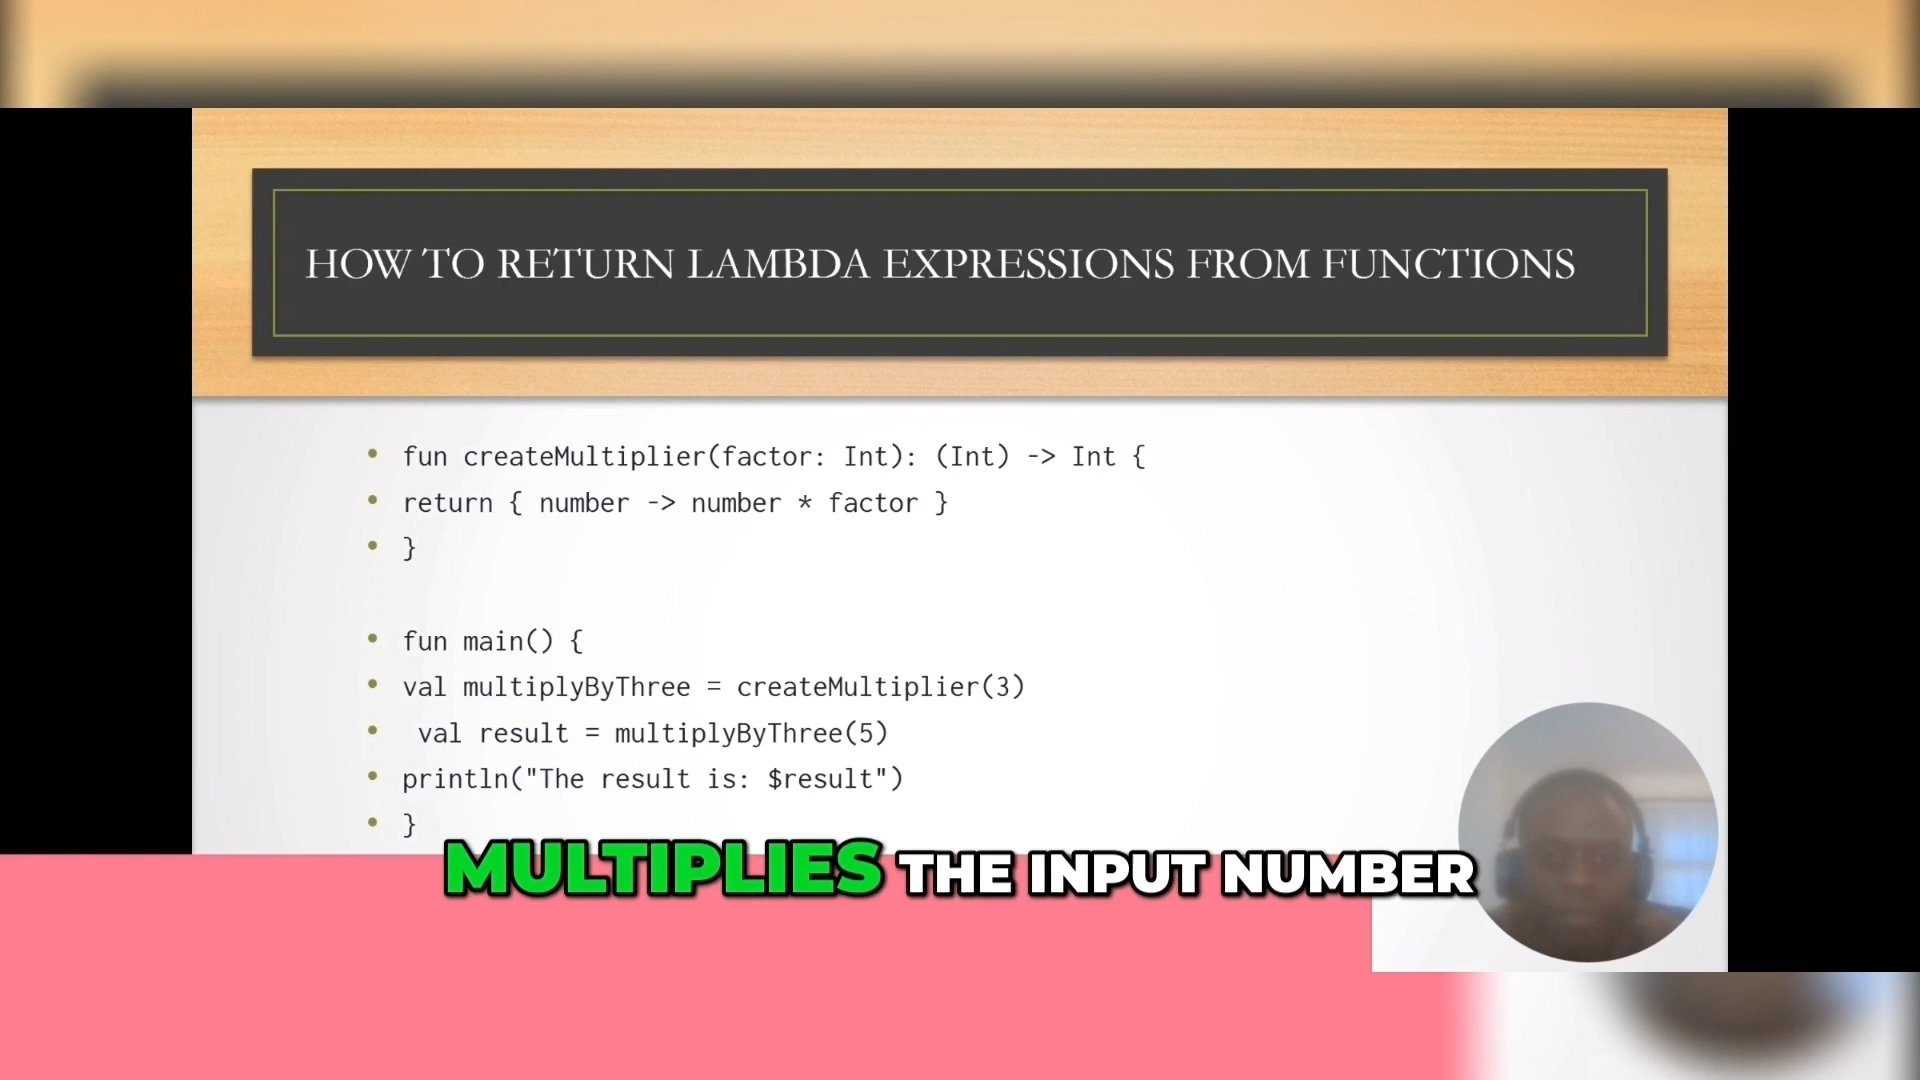 HOW TO RETURN LAMBDA EXPRESSIONS FROM FUNCTIONS
• fun createMultiplier(factor: Int): (Int) -> Int {
• return { number -> number * factor }
• }
• fun main() {
• val multiplyByThree = createMultiplier(3)
• val result = multiplyByThree(5)
• println("The result is: $result")
• }
MULTIPLIES THE INPUT NUMBER